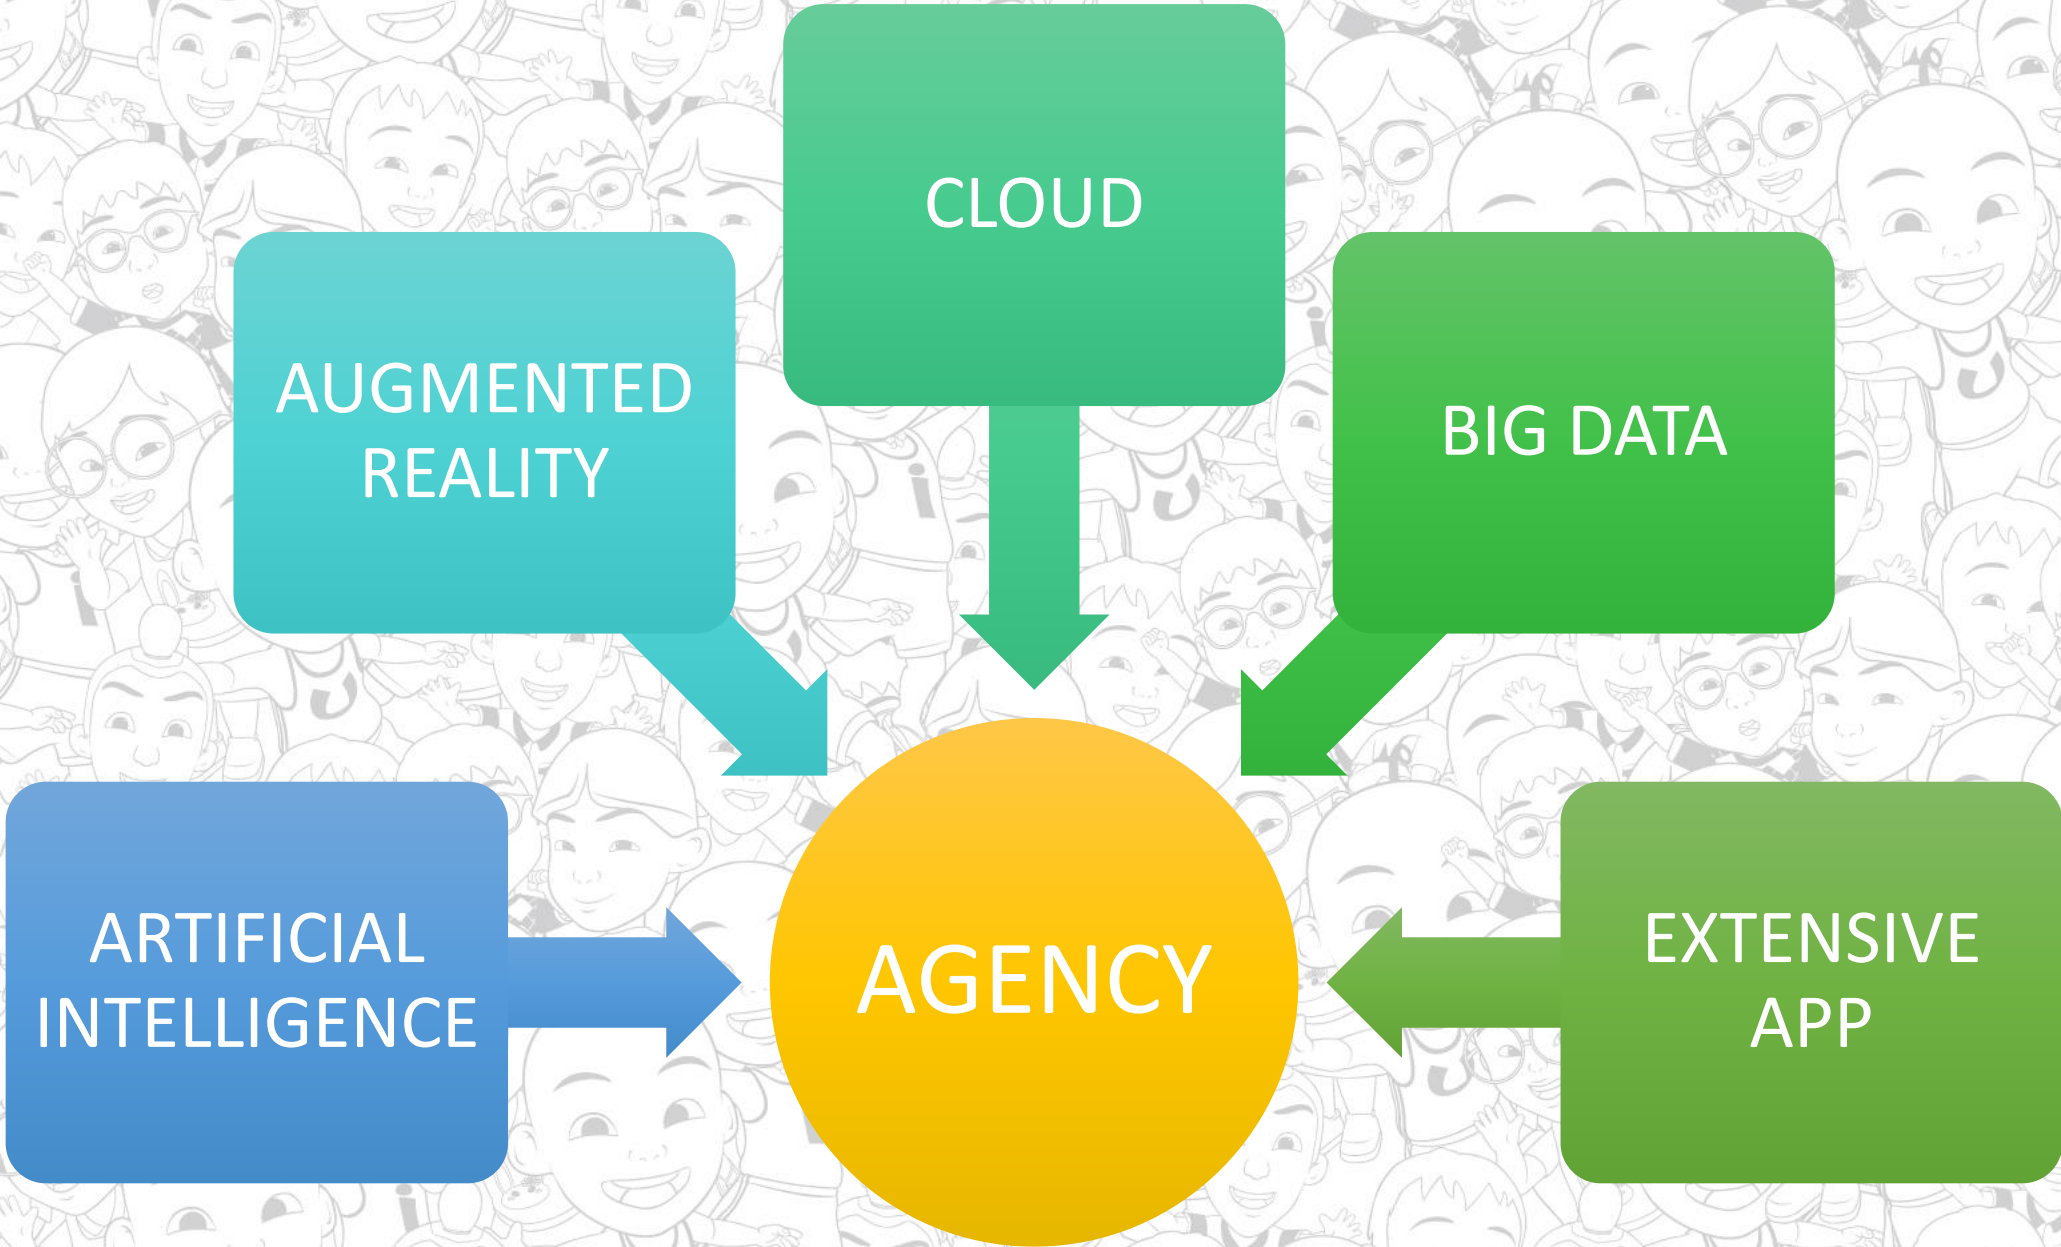 CLOUD
AUGMENTED
REALITY
BIG DATA
ARTIFICIAL
INTELLIGENCE
AGENCY
EXTENSIVE
APP